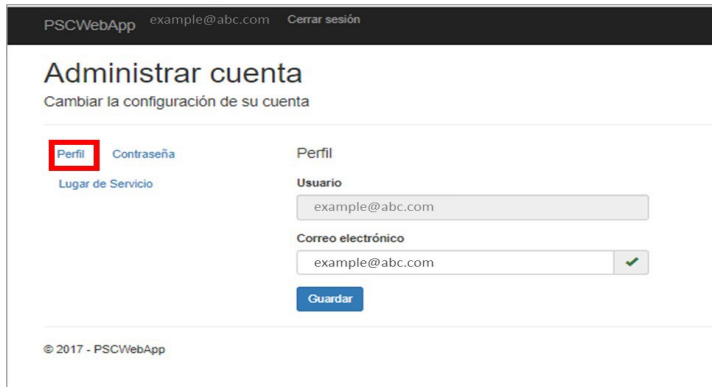 PSCWebApp example@abc.com Cerrar sesión
Administrar cuenta
Cambiar la configuración de su cuenta
Perfil Contraseña
Lugar de Servicio
Perfil
Usuario
example@abc.com
Correo electrónico
example@abc.com
Guardar
© 2017 - PSCWebApp